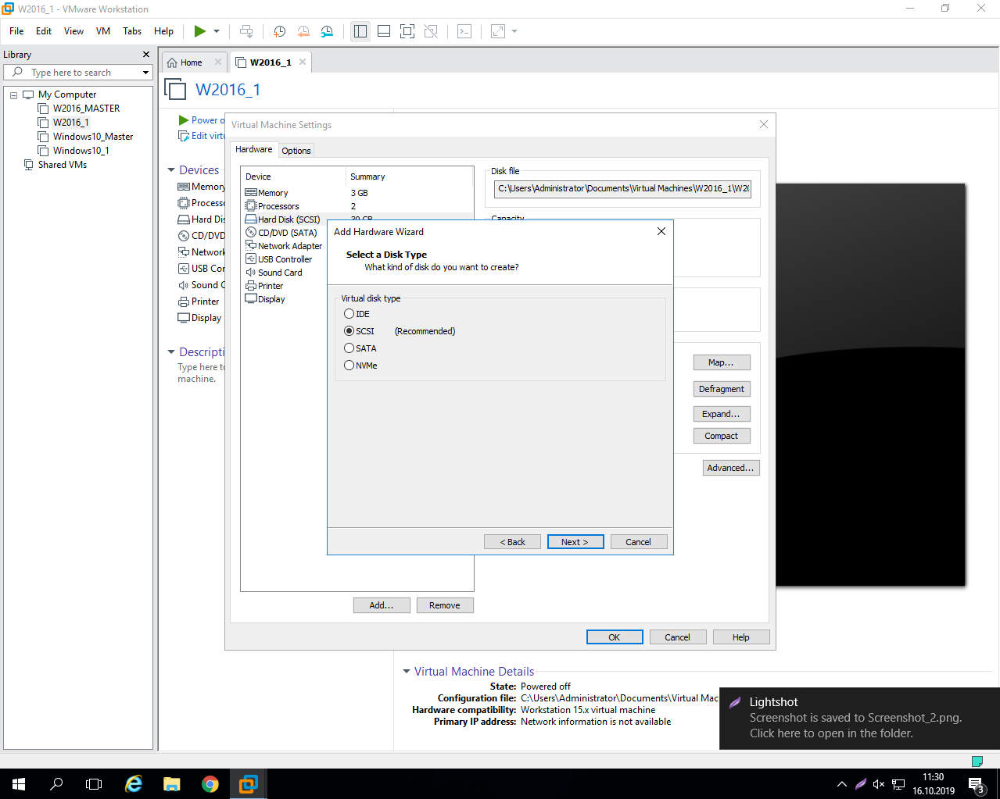 W2016_1 - VMware Workstation
File Edit View VM Tabs Help
Library
Type here to search
My Computer
W2016_MASTER
W2016_1
Windows10_Master
Windows10_1
Shared VMs
Home
W2016_1
W2016_1
Power o
Edit virtu
Devices
Memory
Process
Hard Dis
CD/DVD
Network
USB Con
Sound C
Printer
Display
Descripti
Type here to
machine.
Virtual Machine Settings
Hardware Options
Device Summary
Memory 3 GB
Processors 2
Hard Disk (SCSI) 30 GB
CD/DVD (SATA)
Network Adapter
USB Controller
Sound Card
Printer
Display
Add... Remove
Disk file
C:\Users\Administrator\Documents\Virtual Machines\W2016_1\W20
Capacity
Map...
Defragment
Expand...
Compact
Advanced...
OK Cancel Help
Add Hardware Wizard
Select a Disk Type
What kind of disk do you want to create?
Virtual disk type
IDE
SCSI (Recommended)
SATA
NVMe
< Back Next > Cancel
Virtual Machine Details
State: Powered off
Configuration file: C:\Users\Administrator\Documents\Virtual Mac
Hardware compatibility: Workstation 15.x virtual machine
Primary IP address: Network information is not available
Lightshot
Screenshot is saved to Screenshot_2.png.
Click here to open in the folder.
11:30
16.10.2019
3